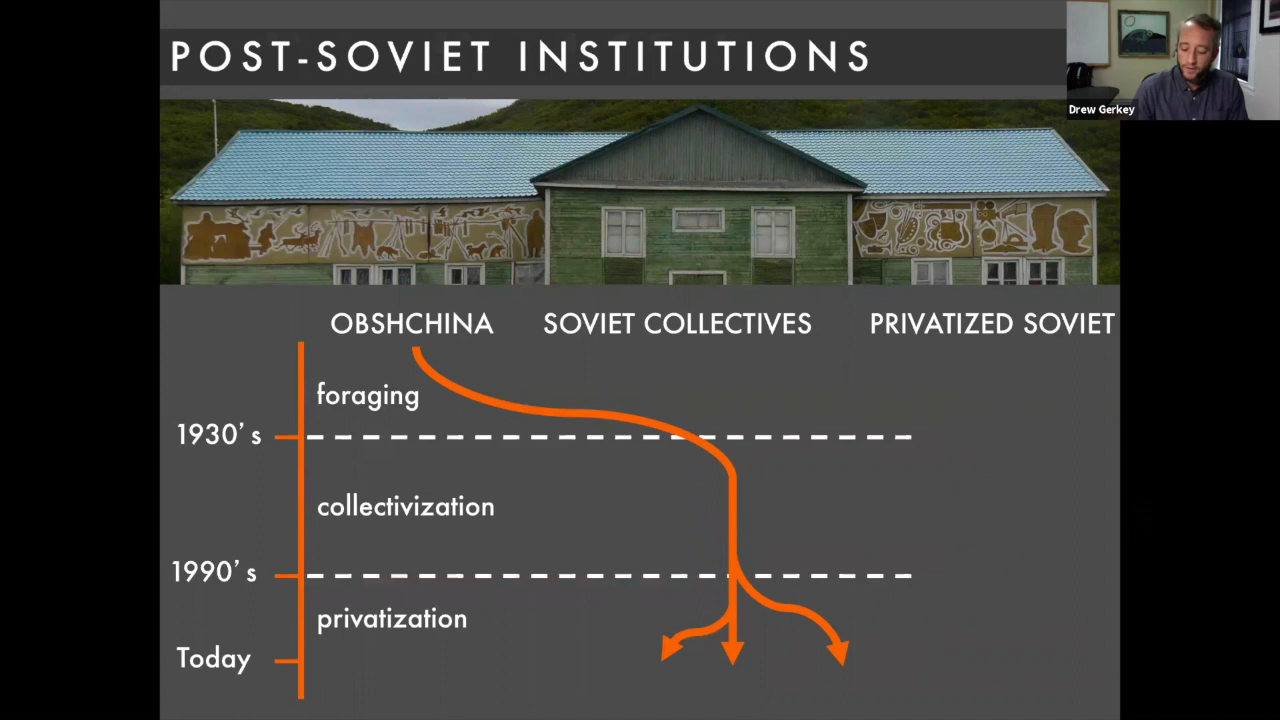 POST-SOVIET INSTITUTIONS
Drew Gerkey
OBSHCHINA SOVIET COLLECTIVES PRIVATIZED SOVIET
foraging
1930's
collectivization
1990's
privatization
Today